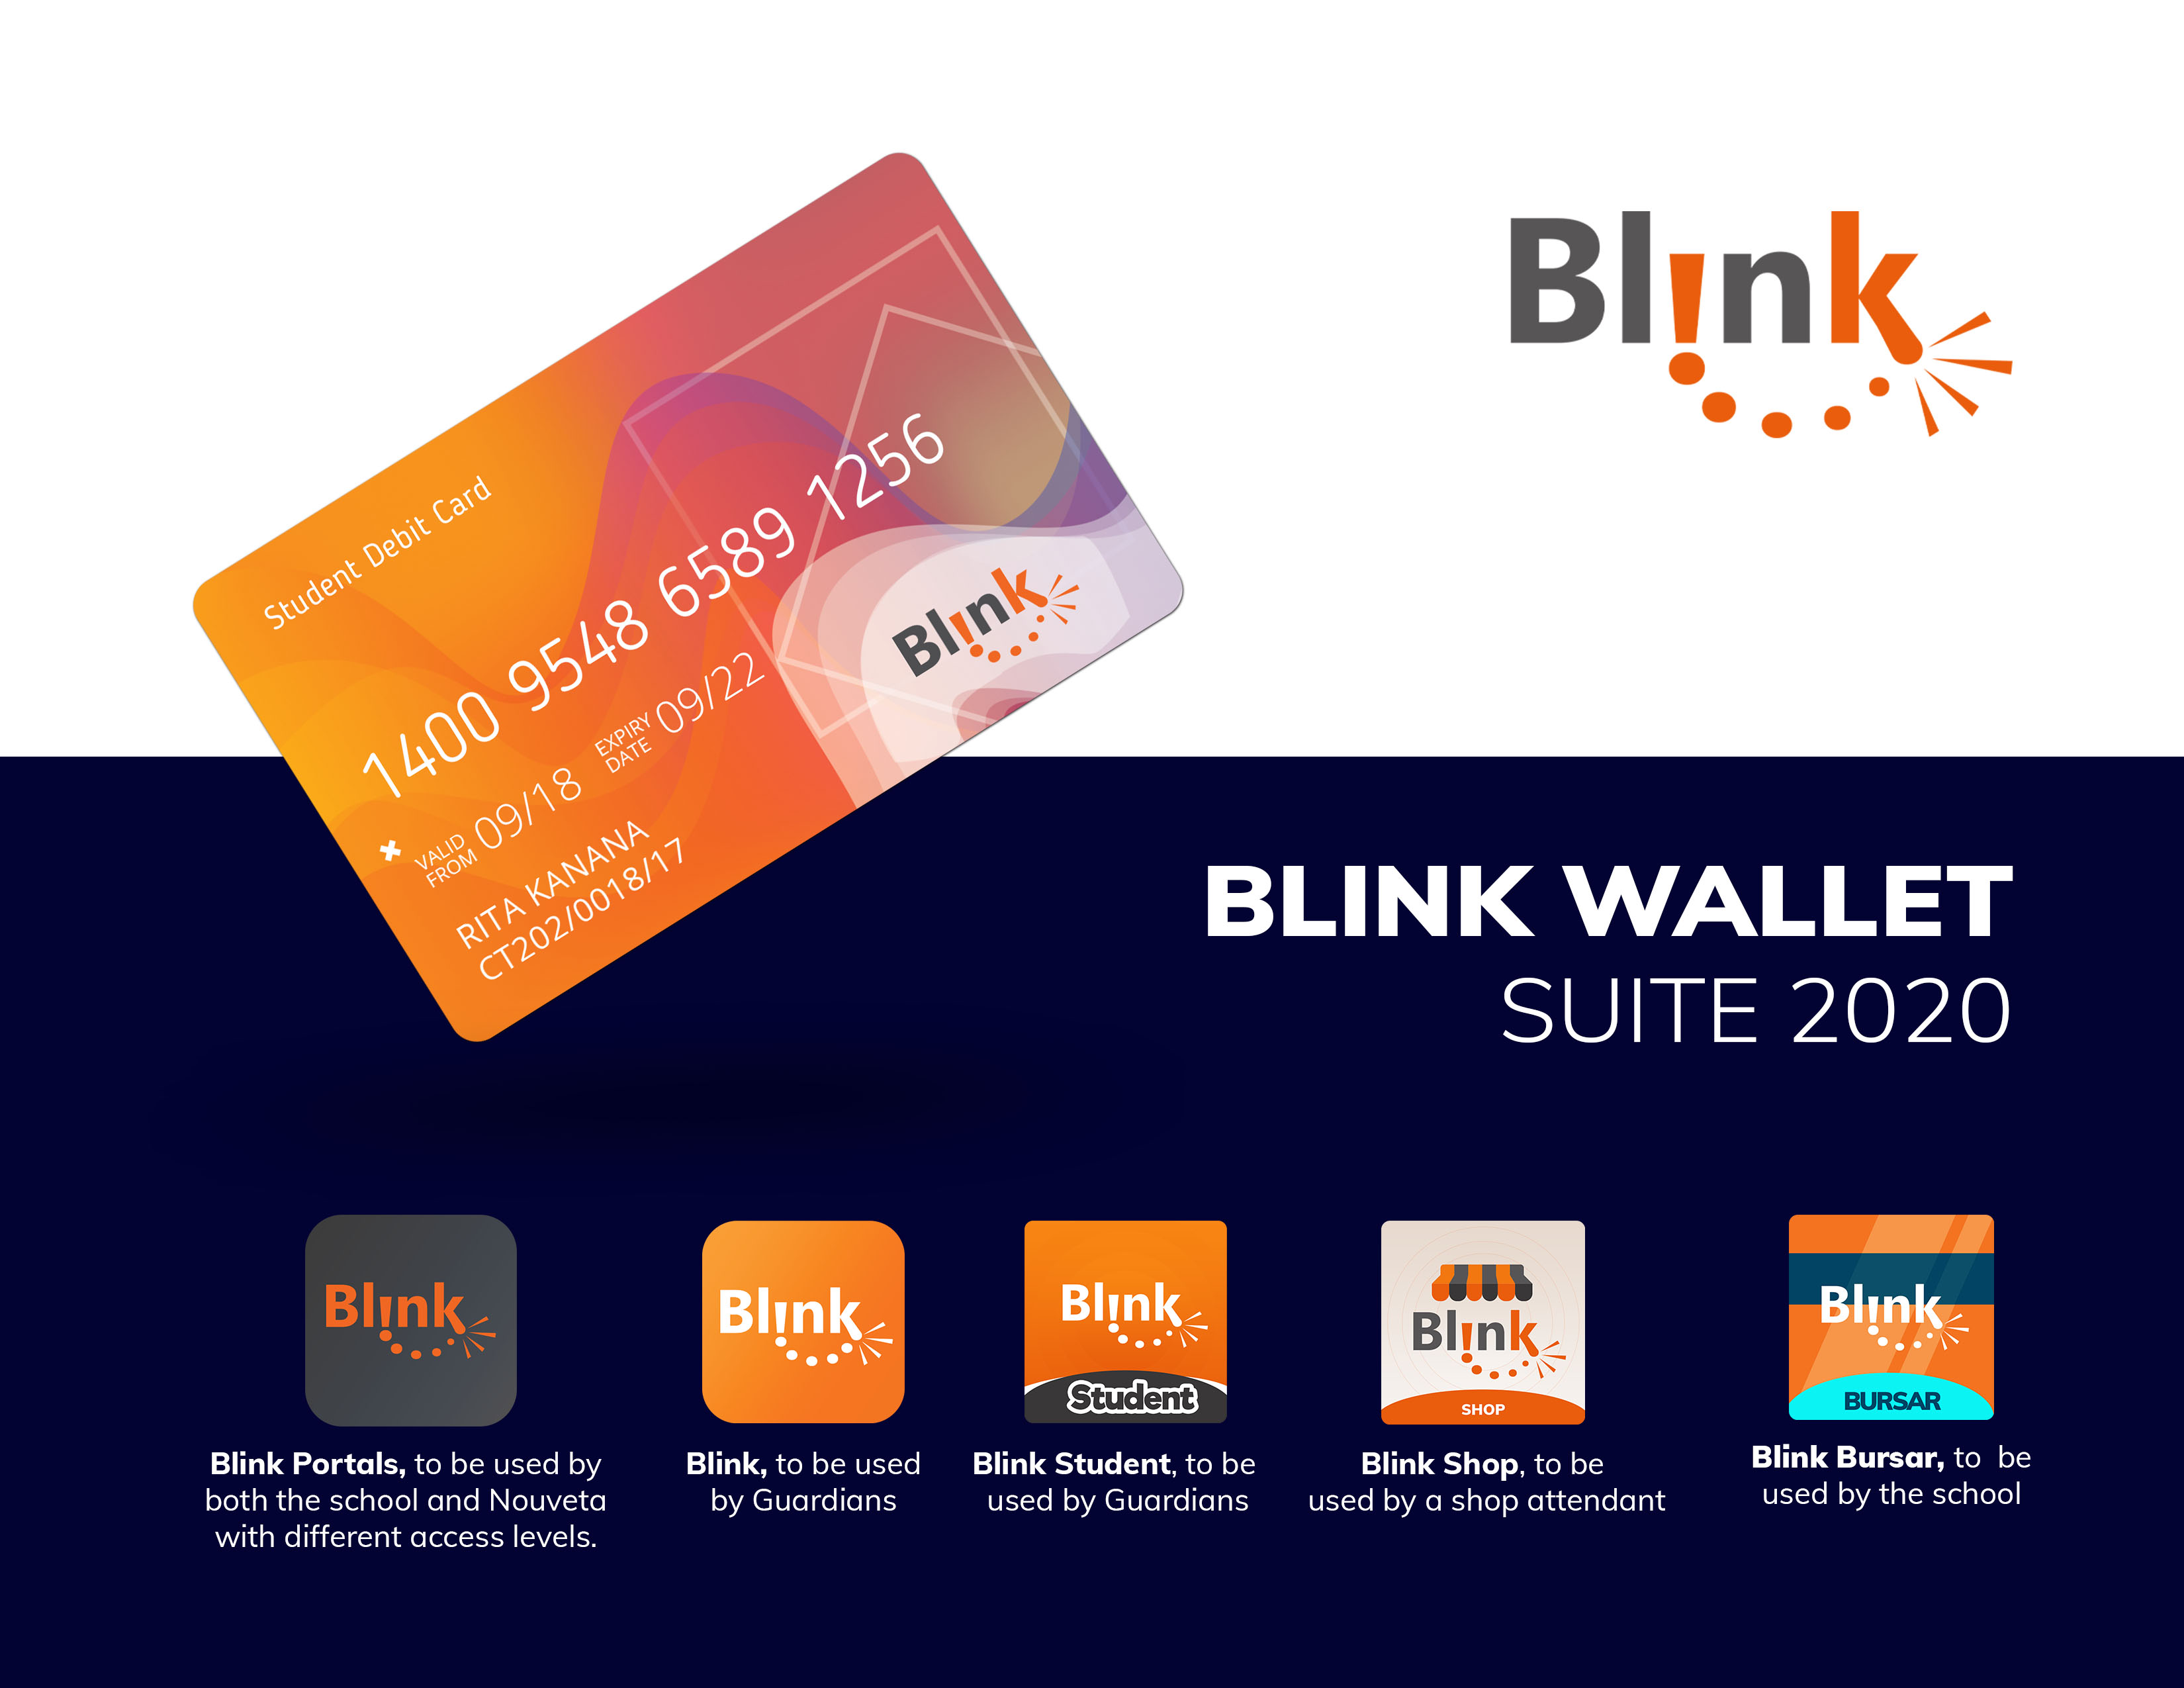 Blink
Student Debit Card
1400 9548 6589 1256
VALID
FROM 09/18
EXPIRY
DATE 09/22
RITA KANANA
CT202/0018/17
Blink
BLINK WALLET
SUITE 2020
Blink
Blink Portals, to be used by
both the school and Nouveta
with different access levels.
Blink
Blink, to be used
by Guardians
Blink
Student
Blink Student, to be
used by Guardians
Blink
SHOP
Blink Shop, to be
used by a shop attendant
Blink
BURSAR
Blink Bursar, to  be
used by the school